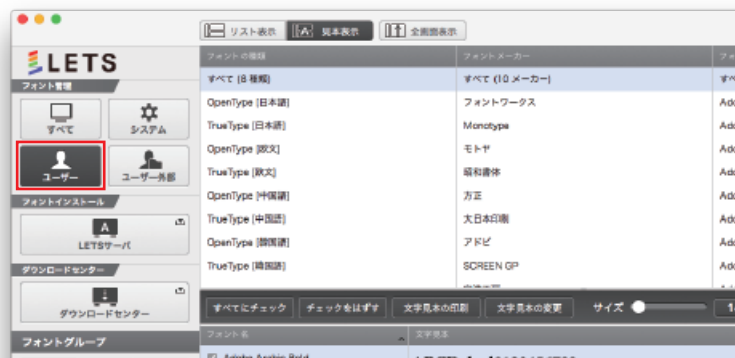 リスト表示 見本表示 全画面表示
LETS
フォント管理
すべて システム
ユーザー ユーザー外部
フォントインストール
LETSサーバ
ダウンロードセンター
ダウンロードセンター
フォントグループ
フォントの種類 フォントメーカー
すべて (8 種類) すべて (10 メーカー)
OpenType [日本語] フォントワークス
TrueType [日本語] Monotype
OpenType [欧文] モトヤ
TrueType [欧文] 昭和書体
OpenType [中国語] 方正
TrueType [中国語] 大日本印刷
OpenType [韓国語] アドビ
TrueType [韓国語] SCREEN GP
すべてにチェック チェックをはずす 文字見本の印刷 文字見本の変更 サイズ
フォント名 文字見本
Adobe Arabic Bold